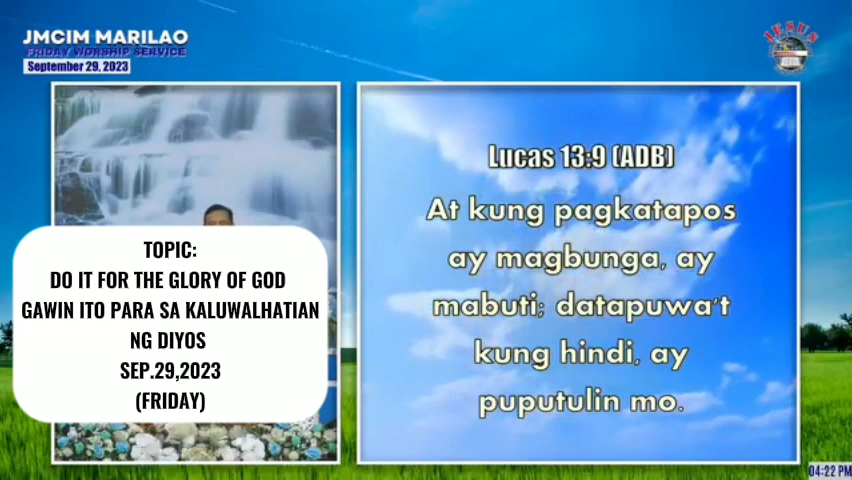 JMCIM MARILAO
FRIDAY WORSHIP SERVICE
September 29, 2023
JESUS
TOPIC:
DO IT FOR THE GLORY OF GOD
GAWIN ITO PARA SA KALUWALHATIAN
NG DIYOS
SEP.29,2023
(FRIDAY)
Lucas 13:9 (ADB)
At kung pagkatapos
ay magbunga, ay
mabuti; datapuwa't
kung hindi, ay
puputulin mo.
04:22 PM